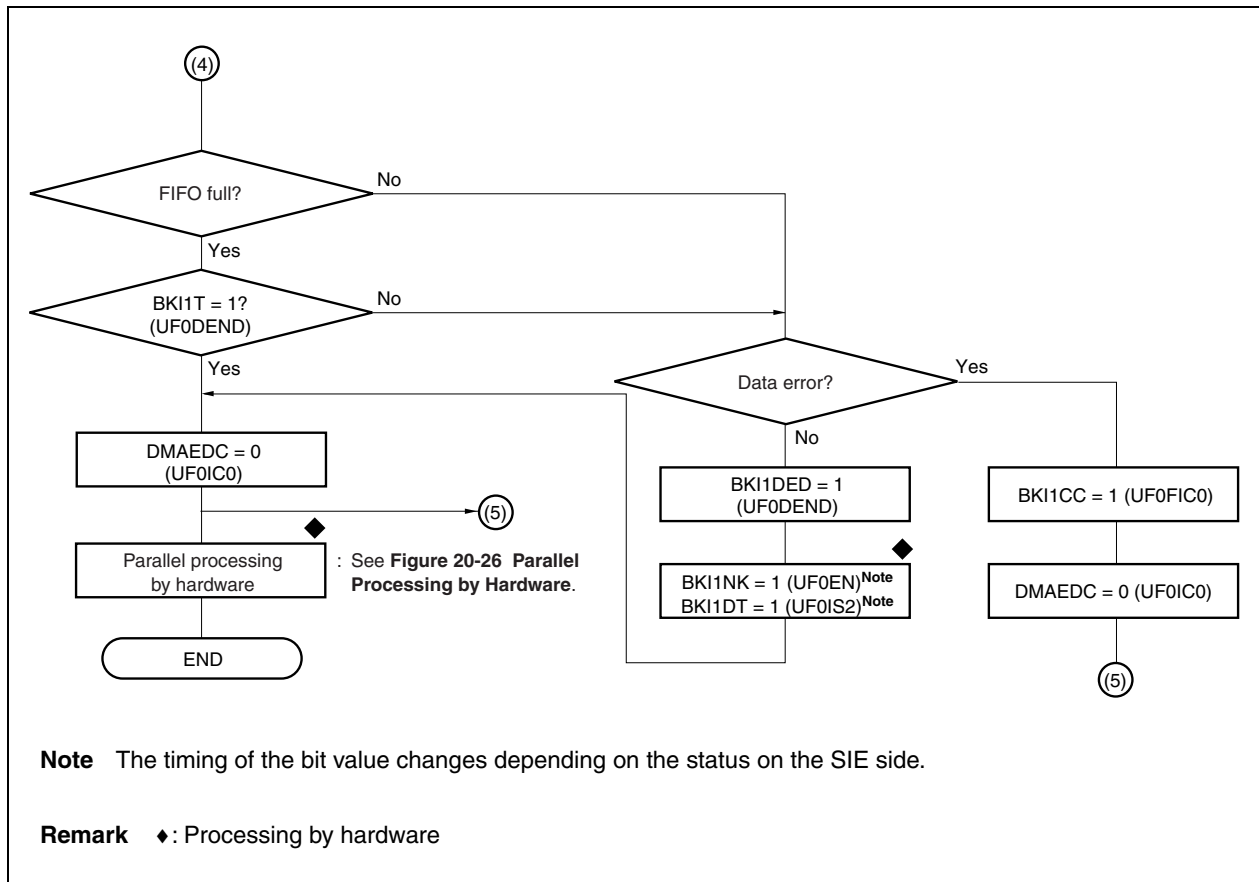 (4)
FIFO full?
No
Yes
BKI1T = 1?
(UF0DEND)
No
Yes
Data error?
Yes
No
DMAEDC = 0
(UF0IC0)
(5)
Parallel processing
by hardware
: See Figure 20-26 Parallel
Processing by Hardware.
END
BKI1DED = 1
(UF0DEND)
BKI1NK = 1 (UF0EN)Note
BKI1DT = 1 (UF0IS2)Note
BKI1CC = 1 (UF0FIC0)
DMAEDC = 0 (UF0IC0)
(5)
Note The timing of the bit value changes depending on the status on the SIE side.
Remark ♦: Processing by hardware